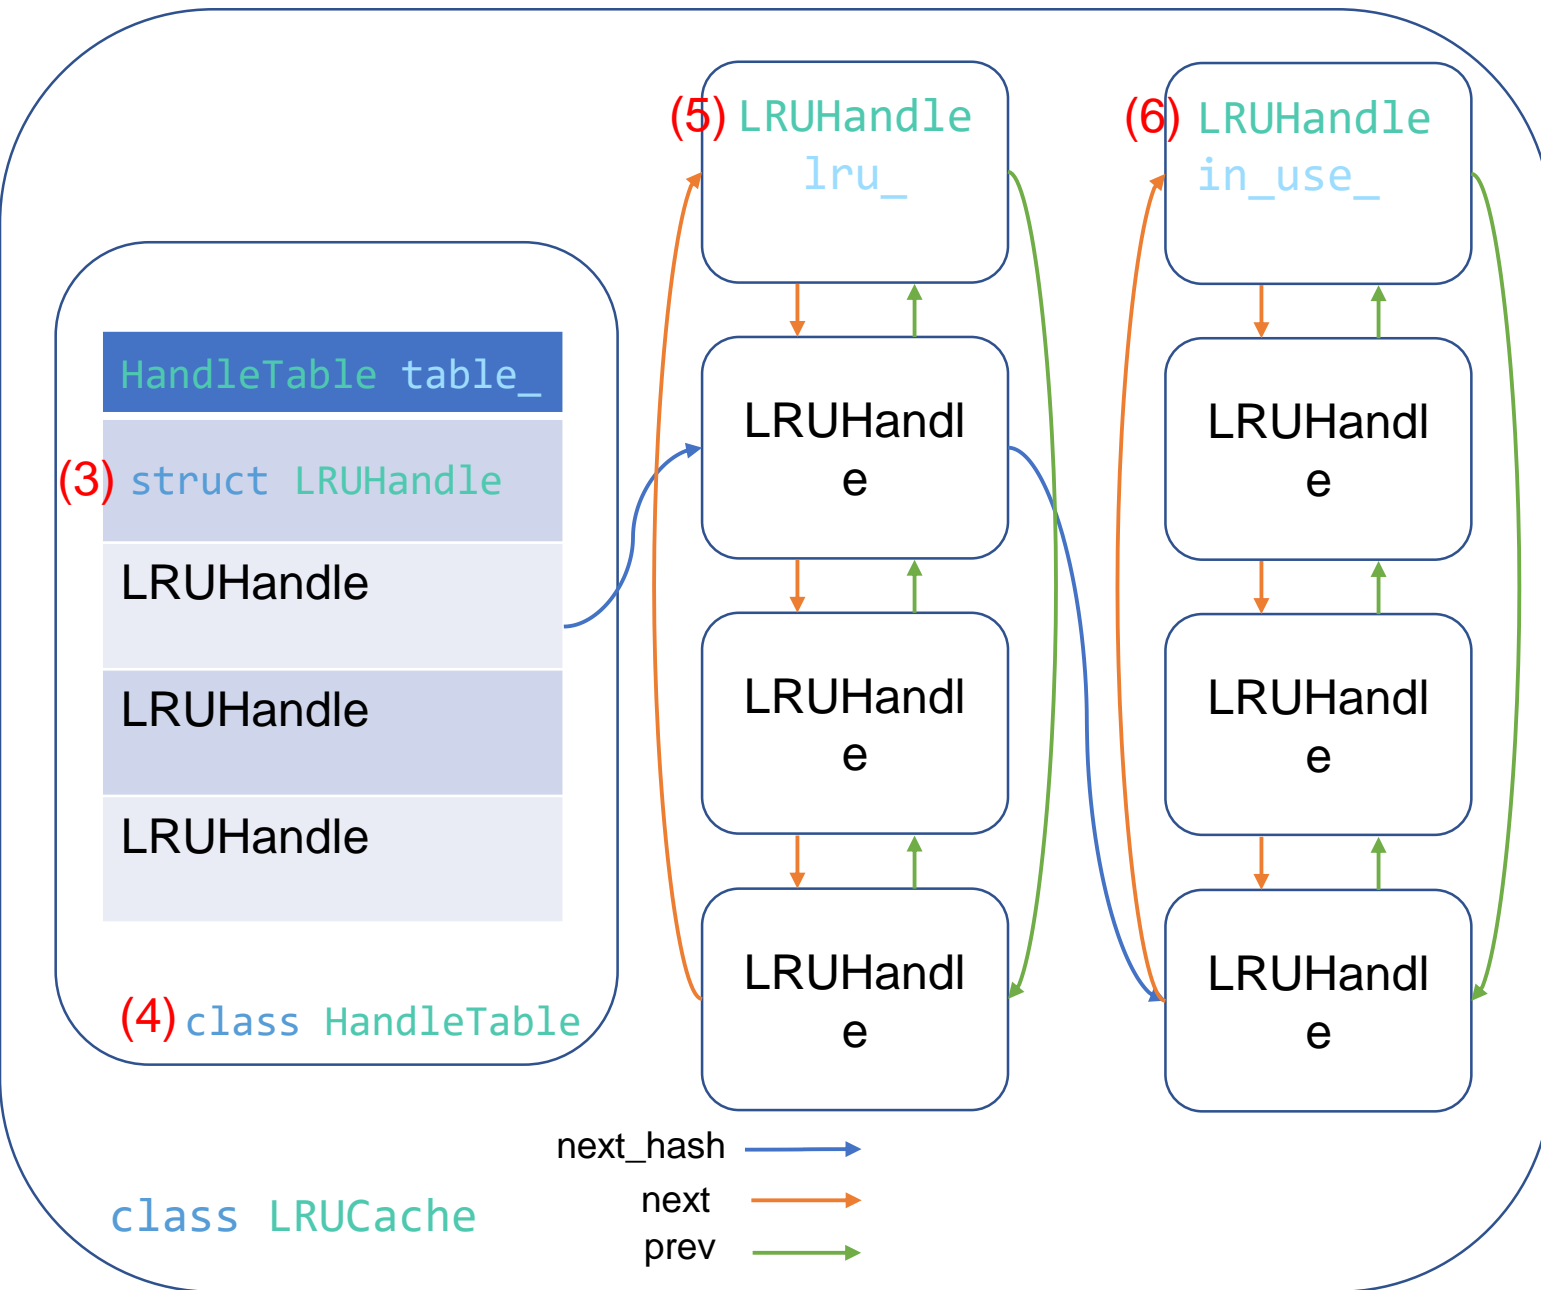 HandleTable table_
(3) struct LRUHandle
LRUHandle
LRUHandle
LRUHandle
(4) class HandleTable
(5) LRUHandle
lru_
LRUHandl
e
LRUHandl
e
LRUHandl
e
(6) LRUHandle
in_use_
LRUHandl
e
LRUHandl
e
LRUHandl
e
next_hash
next
prev
class LRUCache